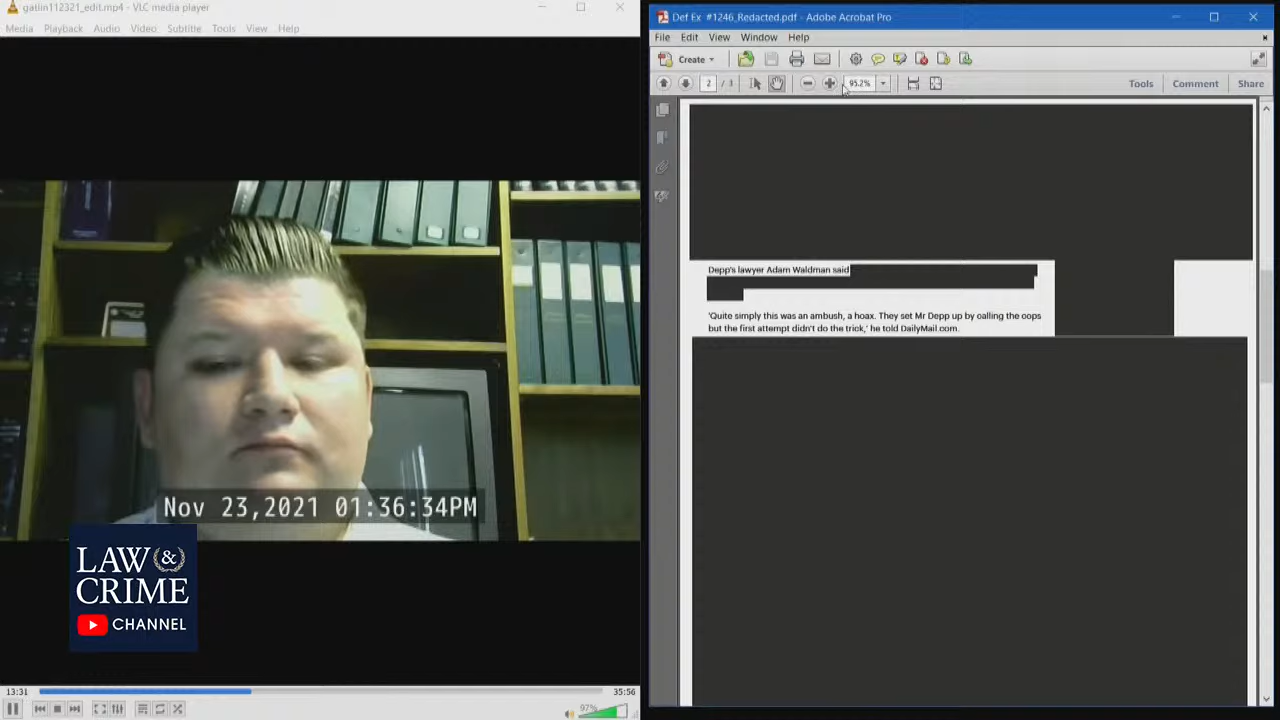 gatlin112321_edit.mp4 - VLC media player
Media Playback Audio Video Subtitle Tools View Help
Nov 23,2021 01:36:34PM
LAW &
CRIME
CHANNEL
13:31
35:56
97%
Def Ex #1246_Redacted.pdf - Adobe Acrobat Pro
File Edit View Window Help
Create
2 / 3
95.2%
Tools Comment Share
Depp's lawyer Adam Waldman said
'Quite simply this was an ambush, a hoax. They set Mr Depp up by calling the cops
but the first attempt didn't do the trick,' he told DailyMail.com.